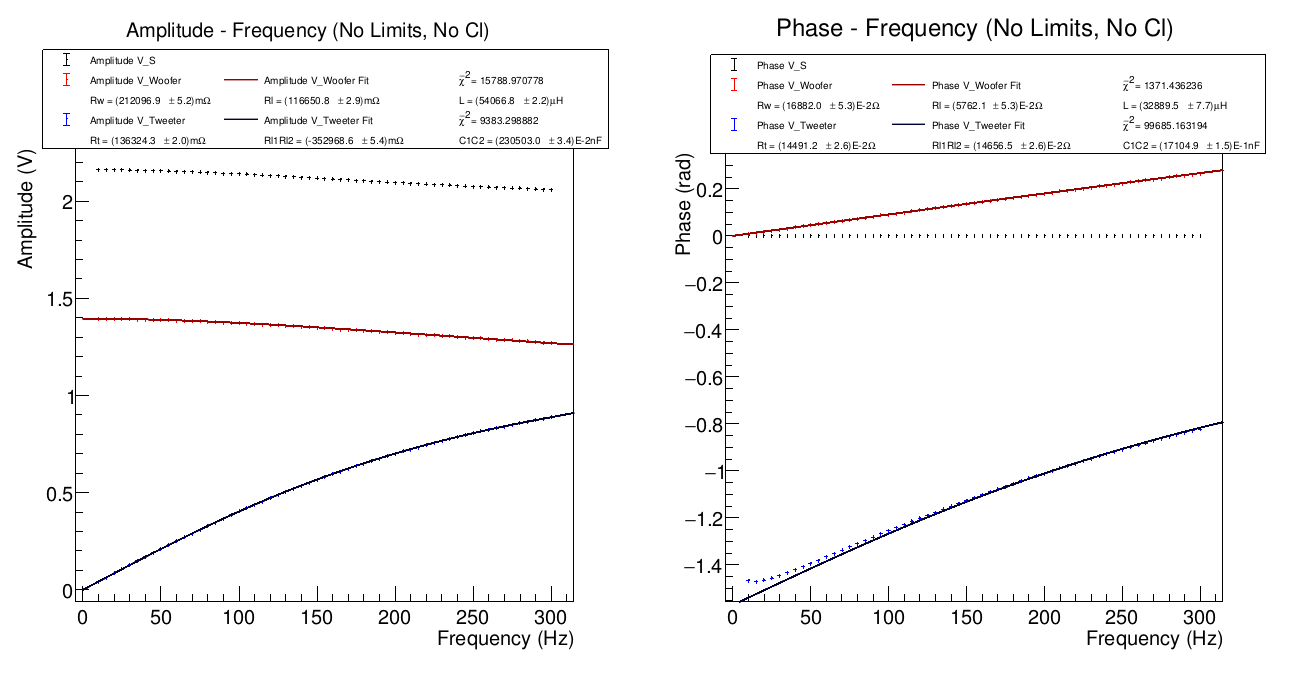 Amplitude - Frequency (No Limits, No Cl)
Amplitude V_S
Amplitude V_Woofer Amplitude V_Woofer Fit χ̄²= 15788.970778
Rw = (212096.9 ± 5.2)mΩ Rl = (116650.8 ± 2.9)mΩ L = (54066.8 ± 2.2)μH
Amplitude V_Tweeter Amplitude V_Tweeter Fit χ̄²= 9383.298882
Rt = (136324.3 ± 2.0)mΩ Rl1Rl2 = (-352968.6 ± 5.4)mΩ C1C2 = (230503.0 ± 3.4)E-2nF
Amplitude (V)
2
1.5
1
0.5
0
0 50 100 150 200 250 300
Frequency (Hz)
Phase - Frequency (No Limits, No Cl)
Phase V_S
Phase V_Woofer Phase V_Woofer Fit χ̄²= 1371.436236
Rw = (16882.0 ± 5.3)E-2Ω Rl = (5762.1 ± 5.3)E-2Ω L = (32889.5 ± 7.7)μH
Phase V_Tweeter Phase V_Tweeter Fit χ̄²= 99685.163194
Rt = (14491.2 ± 2.6)E-2Ω Rl1Rl2 = (14656.5 ± 2.6)E-2Ω C1C2 = (17104.9 ± 1.5)E-1nF
Phase (rad)
0.2
0
−0.2
−0.4
−0.6
−0.8
−1
−1.2
−1.4
0 50 100 150 200 250 300
Frequency (Hz)